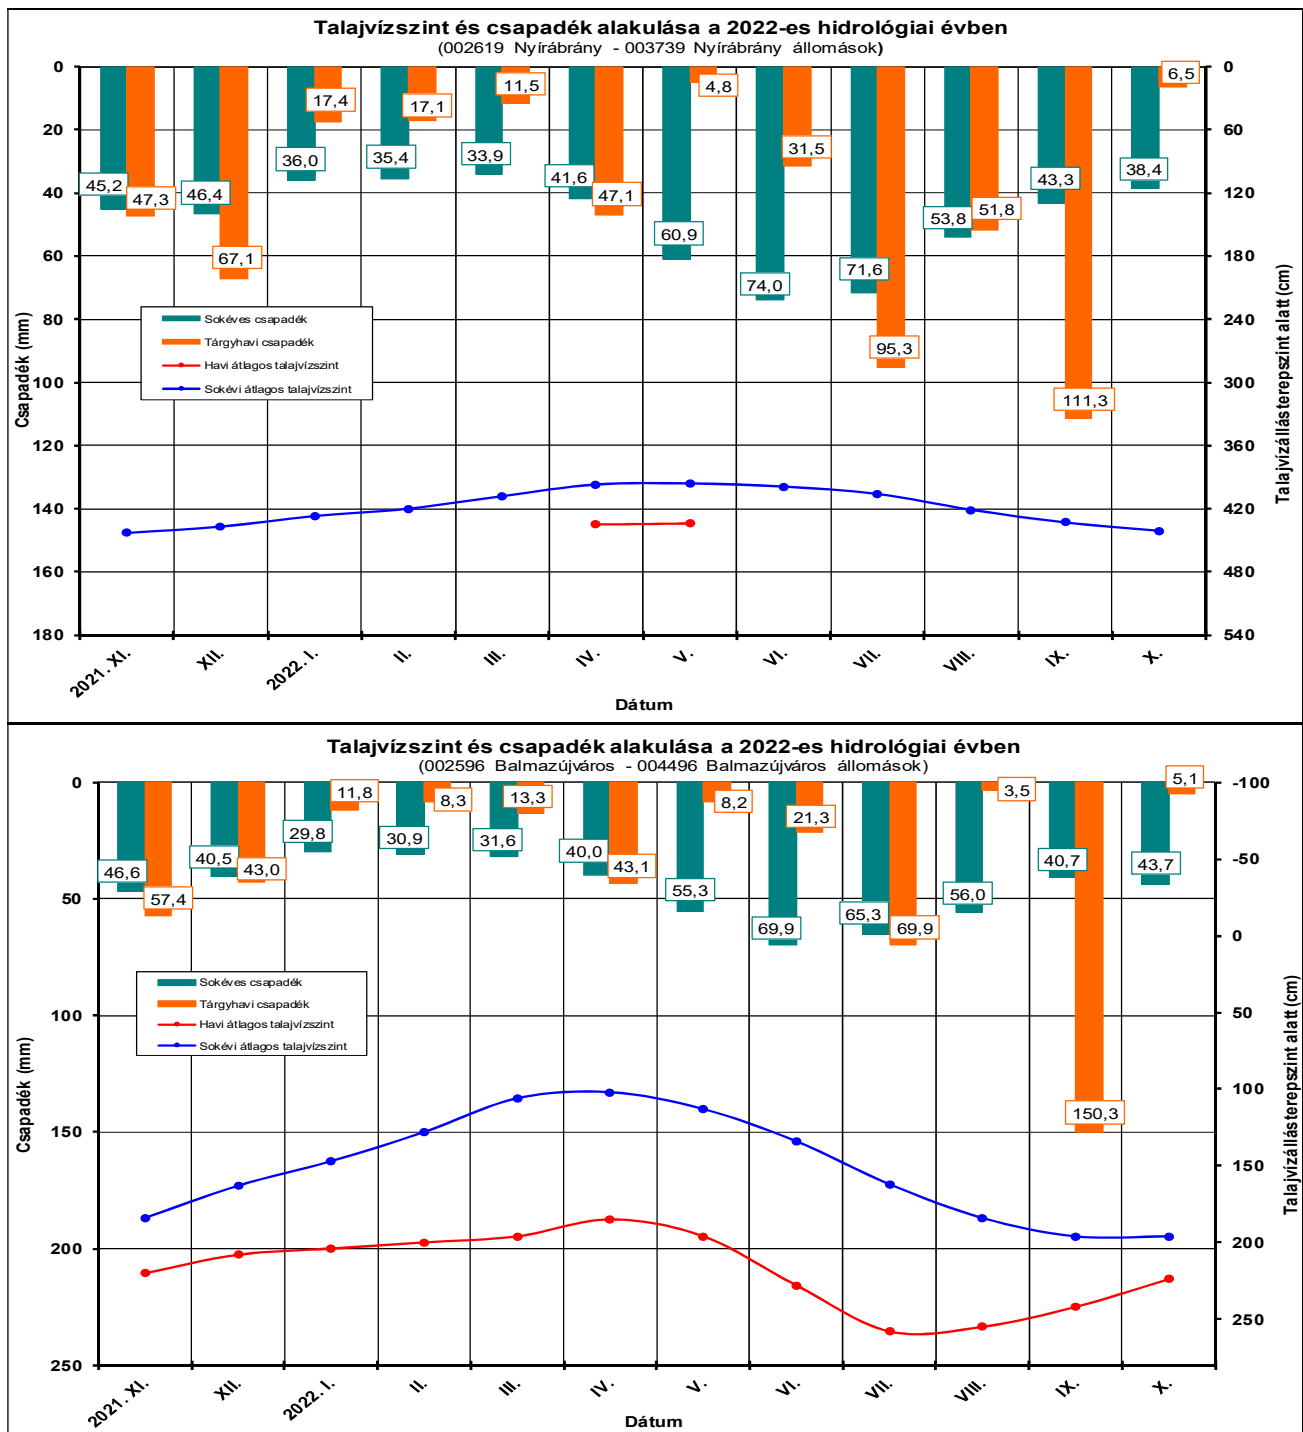 Talajvízszint és csapadék alakulása a 2022-es hidrológiai évben
(002619 Nyírábrány - 003739 Nyírábrány állomások)
0
20
40
60
80
100
120
140
160
180
Csapadék (mm)
0
60
120
180
240
300
360
420
480
540
Talajvízállásterepszint alatt (cm)
45,2
47,3
46,4
67,1
36,0
17,4
35,4
17,1
33,9
11,5
41,6
47,1
60,9
4,8
74,0
31,5
71,6
95,3
53,8
51,8
43,3
111,3
38,4
6,5
Sokéves csapadék
Tárgyhavi csapadék
Havi átlagos talajvízszint
Sokévi átlagos talajvízszint
2021. XI.
XII.
2022. I.
II.
III.
IV.
V.
VI.
VII.
VIII.
IX.
X.
Dátum
Talajvízszint és csapadék alakulása a 2022-es hidrológiai évben
(002596 Balmazújváros - 004496 Balmazújváros állomások)
0
50
100
150
200
250
Csapadék (mm)
-100
-50
0
50
100
150
200
250
Talajvízállásterepszint alatt (cm)
46,6
57,4
40,5
43,0
29,8
11,8
30,9
8,3
31,6
13,3
40,0
43,1
55,3
8,2
69,9
21,3
65,3
69,9
56,0
3,5
40,7
150,3
43,7
5,1
Sokéves csapadék
Tárgyhavi csapadék
Havi átlagos talajvízszint
Sokévi átlagos talajvízszint
2021. XI.
XII.
2022. I.
II.
III.
IV.
V.
VI.
VII.
VIII.
IX.
X.
Dátum